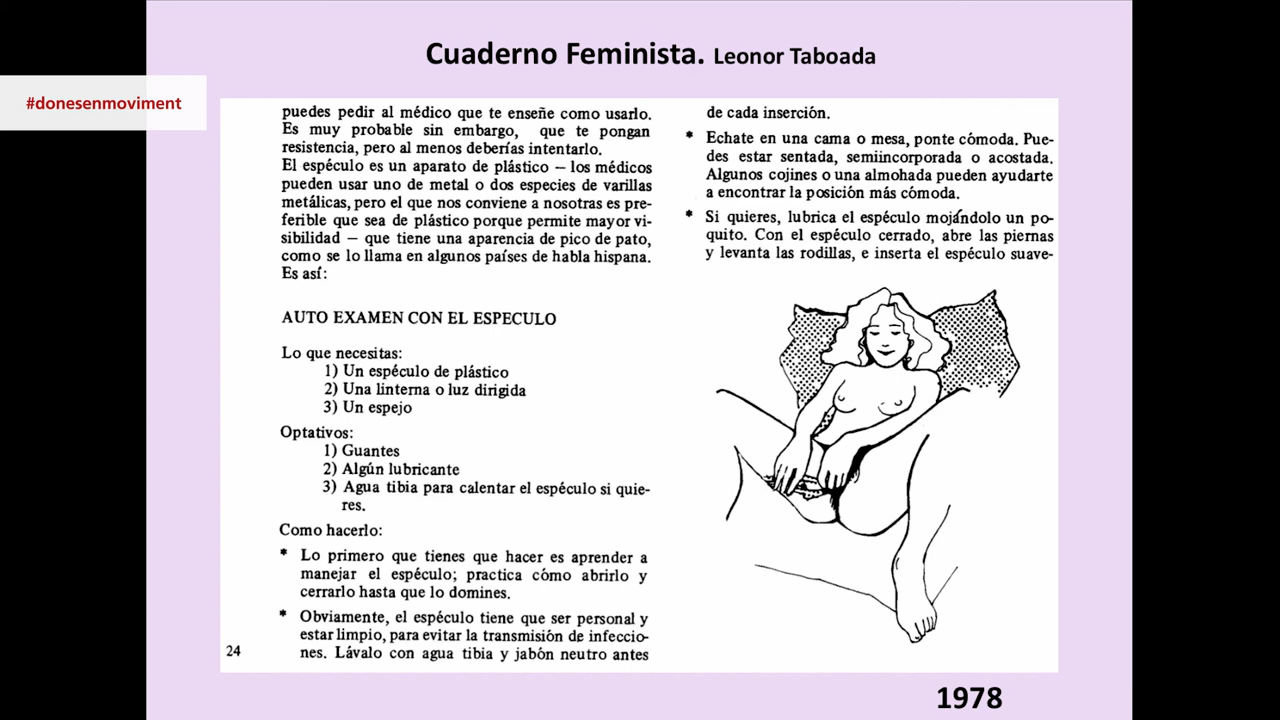 Cuaderno Feminista. Leonor Taboada
#donesenmoviment
puedes pedir al médico que te enseñe como usarlo.
Es muy probable sin embargo, que te pongan
resistencia, pero al menos deberías intentarlo.
El espéculo es un aparato de plástico — los médicos
pueden usar uno de metal o dos especies de varillas
metálicas, pero el que nos conviene a nosotras es pre-
ferible que sea de plástico porque permite mayor vi-
sibilidad — que tiene una aparencia de pico de pato,
como se lo llama en algunos países de habla hispana.
Es así:
AUTO EXAMEN CON EL ESPECULO
Lo que necesitas:
1) Un espéculo de plástico
2) Una linterna o luz dirigida
3) Un espejo
Optativos:
1) Guantes
2) Algún lubricante
3) Agua tibia para calentar el espéculo si quie-
res.
Como hacerlo:
* Lo primero que tienes que hacer es aprender a
manejar el espéculo; practica cómo abrirlo y
cerrarlo hasta que lo domines.
* Obviamente, el espéculo tiene que ser personal y
estar limpio, para evitar la transmisión de infeccio-
nes. Lávalo con agua tibia y jabón neutro antes
24
de cada inserción.
* Echate en una cama o mesa, ponte cómoda. Pue-
des estar sentada, semiincorporada o acostada.
Algunos cojines o una almohada pueden ayudarte
a encontrar la posición más cómoda.
* Si quieres, lubrica el espéculo mojándolo un po-
quito. Con el espéculo cerrado, abre las piernas
y levanta las rodillas, e inserta el espéculo suave-
1978